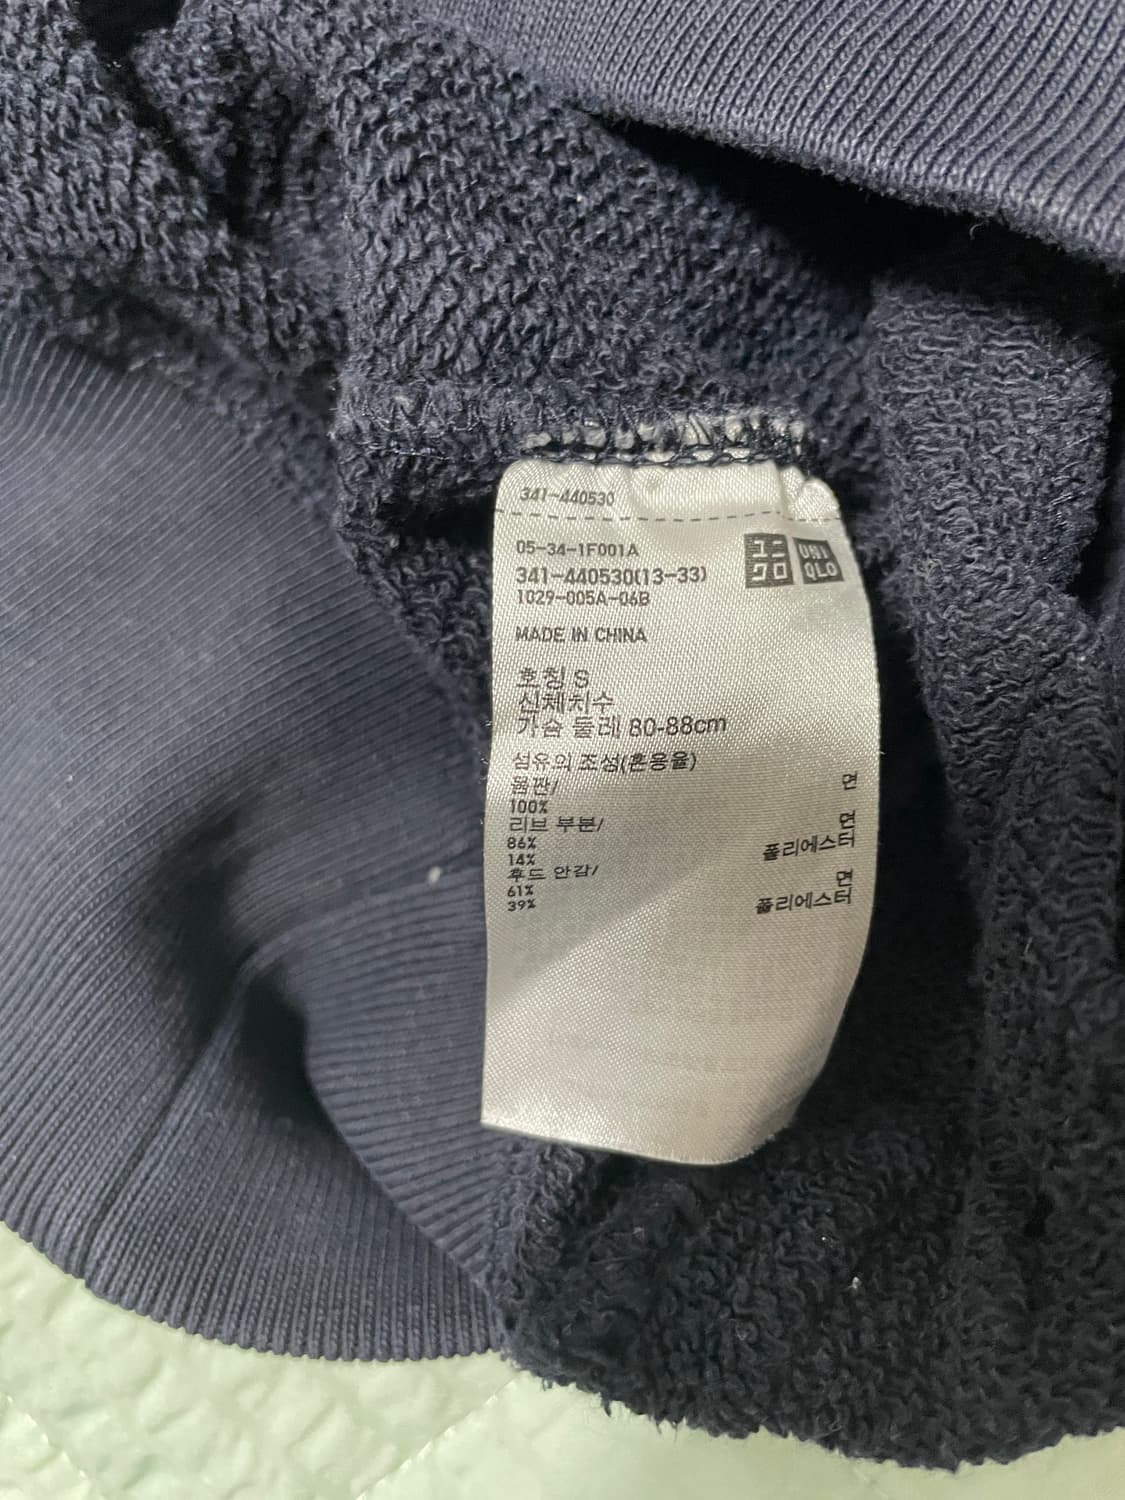 341-440530
05-34-1F001A
341-440530(13-33)
1029-005A-06B
ユニ
クロ
UNI
QLO
MADE IN CHINA
호칭 S
신체치수
가슴 둘레 80-88cm
섬유의 조성(혼용율)
몸판/ 면
100%
리브 부분/ 면
86% 폴리에스터
14%
후드 안감/ 면
61% 폴리에스터
39%